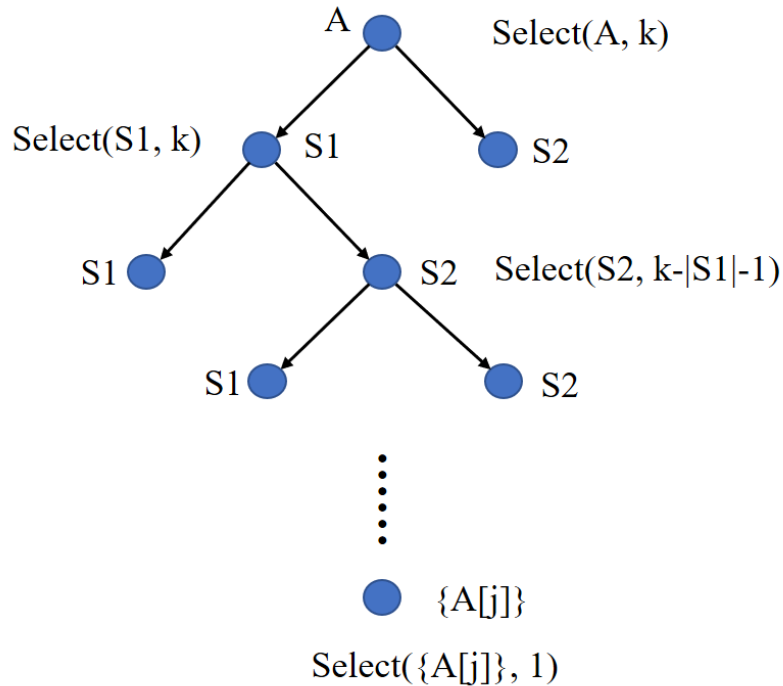 A
Select(A, k)
Select(S1, k)
S1
S2
S1
S2
Select(S2, k-|S1|-1)
S1
S2
{A[j]}
Select({A[j]}, 1)